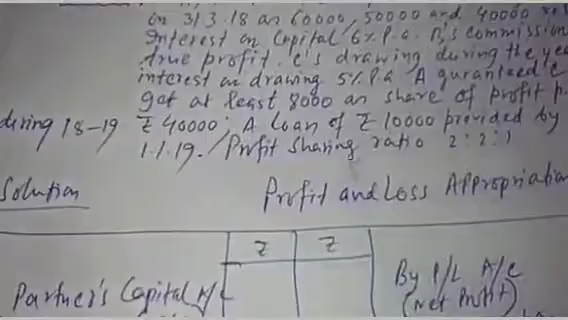 on 31.3.18 as 60000, 50000 and 40000
Interest on Capital 6% P.a. B's commission
true profit. C's drawing during the yea
interest on drawing 5% P.a A guranteed C
get at least 8000 as share of profit p.
during 18-19 ₹ 40000. A Loan of ₹ 10000 provided by
1.1.19. Profit sharing ratio 2:2:1
Solution
Profit and Loss Appropriation
₹ ₹
Partner's Capital A/c
By P/L A/c
(Net Profit)